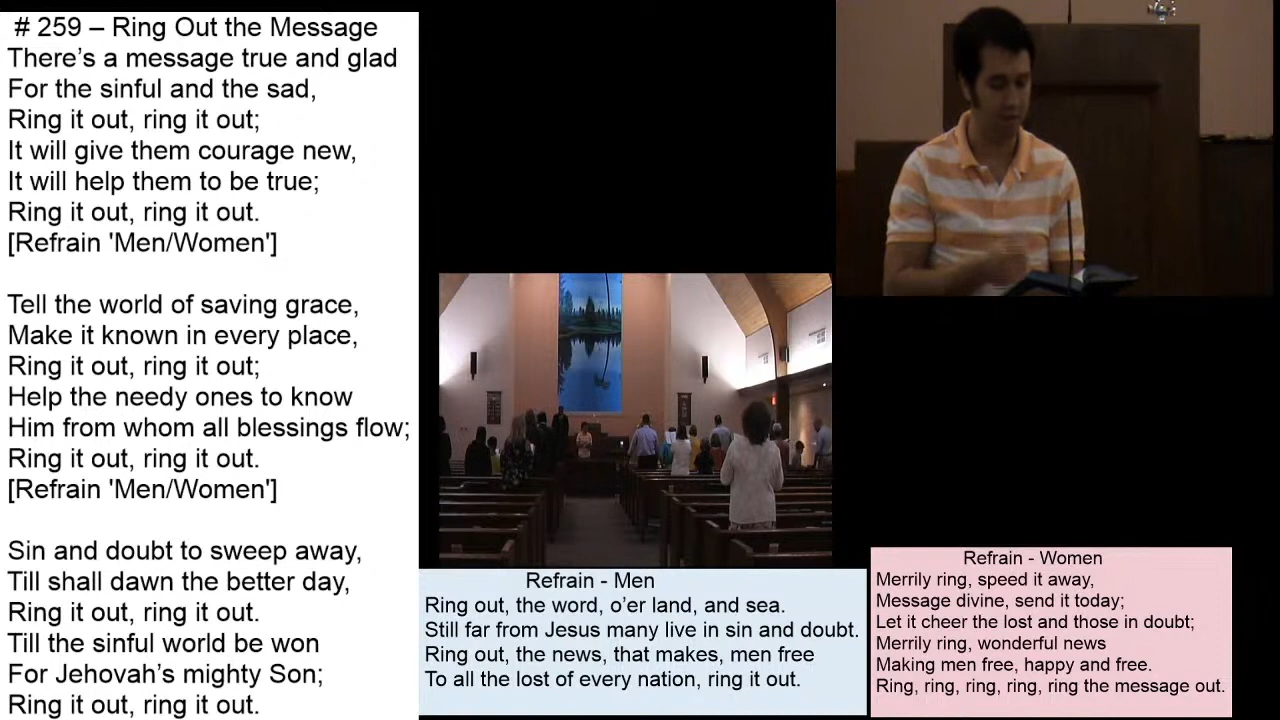 # 259 – Ring Out the Message
There’s a message true and glad
For the sinful and the sad,
Ring it out, ring it out;
It will give them courage new,
It will help them to be true;
Ring it out, ring it out.
[Refrain 'Men/Women']
Tell the world of saving grace,
Make it known in every place,
Ring it out, ring it out;
Help the needy ones to know
Him from whom all blessings flow;
Ring it out, ring it out.
[Refrain 'Men/Women']
Sin and doubt to sweep away,
Till shall dawn the better day,
Ring it out, ring it out.
Till the sinful world be won
For Jehovah’s mighty Son;
Ring it out, ring it out.
Refrain - Men
Ring out, the word, o’er land, and sea.
Still far from Jesus many live in sin and doubt.
Ring out, the news, that makes, men free
To all the lost of every nation, ring it out.
Refrain - Women
Merrily ring, speed it away,
Message divine, send it today;
Let it cheer the lost and those in doubt;
Merrily ring, wonderful news
Making men free, happy and free.
Ring, ring, ring, ring, ring the message out.